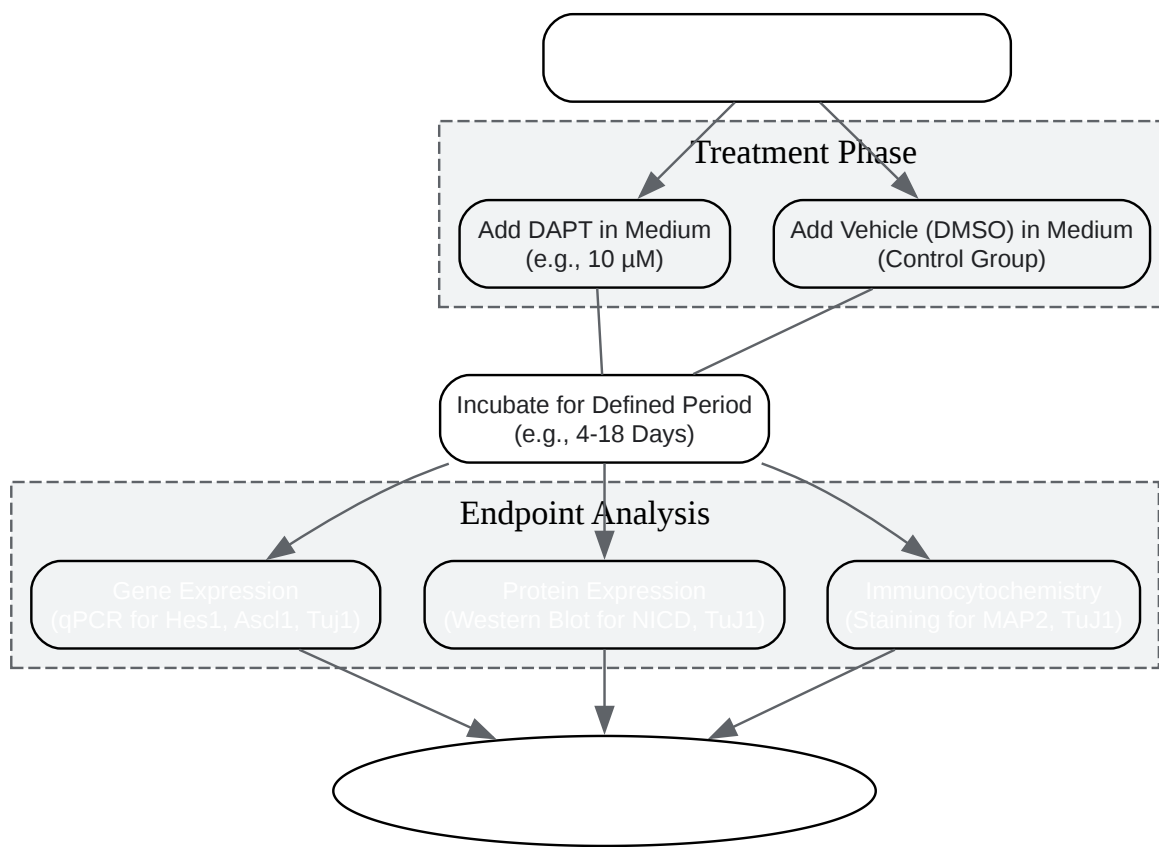 Treatment Phase
Add DAPT in Medium
(e.g., 10 µM)
Add Vehicle (DMSO) in Medium
(Control Group)
Incubate for Defined Period
(e.g., 4-18 Days)
Endpoint Analysis
Gene Expression
(qPCR for Hes1, Ascl1, Tuj1)
Protein Expression
(Western Blot for NICD, TuJ1)
Immunocytochemistry
(Staining for MAP2, TuJ1)